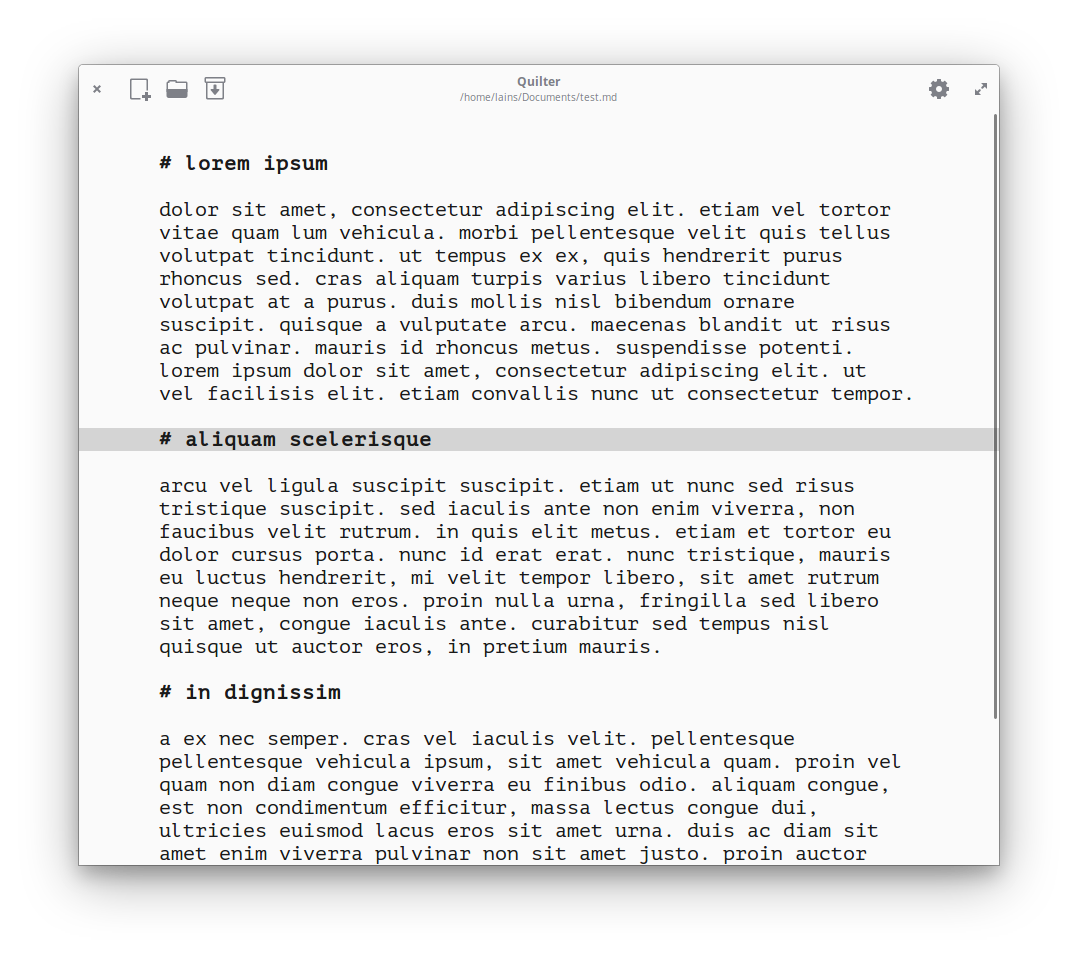 Quilter
/home/lains/Documents/test.md
# lorem ipsum
dolor sit amet, consectetur adipiscing elit. etiam vel tortor
vitae quam lum vehicula. morbi pellentesque velit quis tellus
volutpat tincidunt. ut tempus ex ex, quis hendrerit purus
rhoncus sed. cras aliquam turpis varius libero tincidunt
volutpat at a purus. duis mollis nisl bibendum ornare
suscipit. quisque a vulputate arcu. maecenas blandit ut risus
ac pulvinar. mauris id rhoncus metus. suspendisse potenti.
lorem ipsum dolor sit amet, consectetur adipiscing elit. ut
vel facilisis elit. etiam convallis nunc ut consectetur tempor.
# aliquam scelerisque
arcu vel ligula suscipit suscipit. etiam ut nunc sed risus
tristique suscipit. sed iaculis ante non enim viverra, non
faucibus velit rutrum. in quis elit metus. etiam et tortor eu
dolor cursus porta. nunc id erat erat. nunc tristique, mauris
eu luctus hendrerit, mi velit tempor libero, sit amet rutrum
neque neque non eros. proin nulla urna, fringilla sed libero
sit amet, congue iaculis ante. curabitur sed tempus nisl
quisque ut auctor eros, in pretium mauris.
# in dignissim
a ex nec semper. cras vel iaculis velit. pellentesque
pellentesque vehicula ipsum, sit amet vehicula quam. proin vel
quam non diam congue viverra eu finibus odio. aliquam congue,
est non condimentum efficitur, massa lectus congue dui,
ultricies euismod lacus eros sit amet urna. duis ac diam sit
amet enim viverra pulvinar non sit amet justo. proin auctor